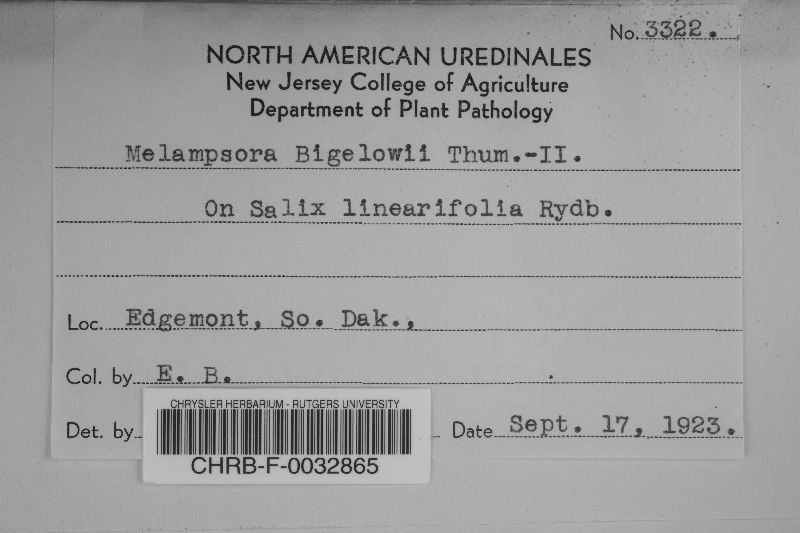 No. 3322.
NORTH AMERICAN UREDINALES
New Jersey College of Agriculture
Department of Plant Pathology
Melampsora Bigelowii Thum.-II.
On Salix linearifolia Rydb.
Loc. Edgemont, So. Dak.,
Col. by E. B.
Det. by
Date Sept. 17, 1923.
CHRYSLER HERBARIUM - RUTGERS UNIVERSITY
CHRB-F-0032865